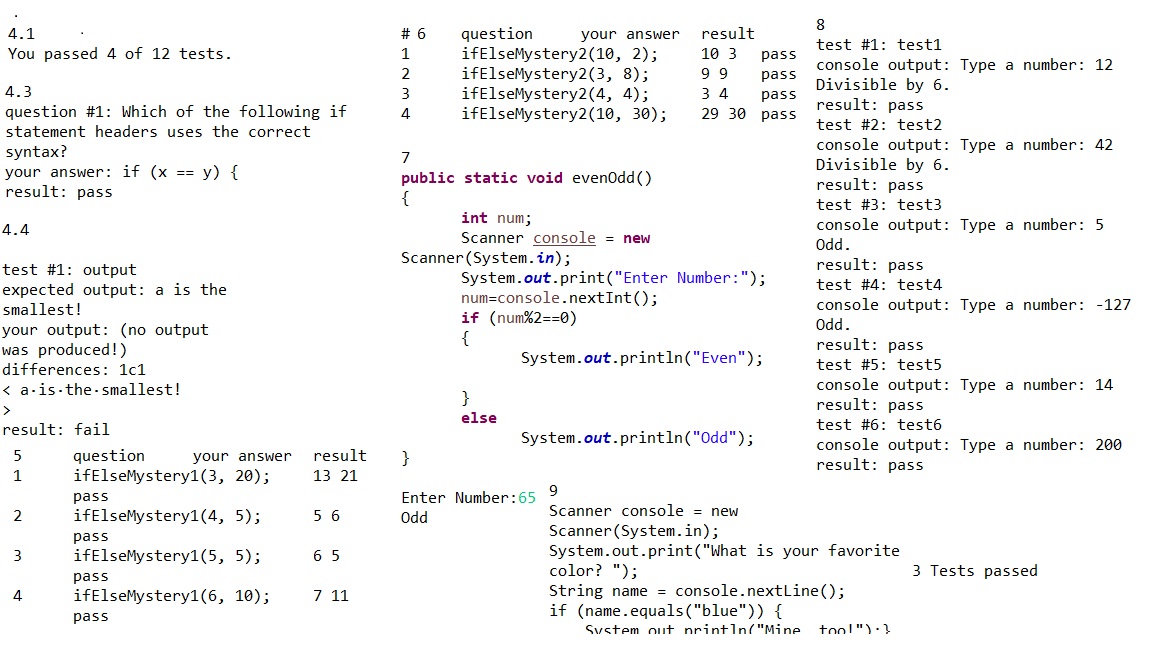 4.1
You passed 4 of 12 tests.
4.3
question #1: Which of the following if
statement headers uses the correct
syntax?
your answer: if (x == y) {
result: pass
4.4
test #1: output
expected output: a is the
smallest!
your output: (no output
was produced!)
differences: 1c1
< a·is·the·smallest!
>
result: fail
5 question your answer result
1 ifElseMystery1(3, 20); 13 21
pass
2 ifElseMystery1(4, 5); 5 6
pass
3 ifElseMystery1(5, 5); 6 5
pass
4 ifElseMystery1(6, 10); 7 11
pass
# 6 question your answer result
1 ifElseMystery2(10, 2); 10 3 pass
2 ifElseMystery2(3, 8); 9 9 pass
3 ifElseMystery2(4, 4); 3 4 pass
4 ifElseMystery2(10, 30); 29 30 pass
7
public static void evenOdd()
{
int num;
Scanner console = new
Scanner(System.in);
System.out.print("Enter Number:");
num=console.nextInt();
if (num%2==0)
{
System.out.println("Even");
}
else
System.out.println("Odd");
}
Enter Number:65
Odd
8
test #1: test1
console output: Type a number: 12
Divisible by 6.
result: pass
test #2: test2
console output: Type a number: 42
Divisible by 6.
result: pass
test #3: test3
console output: Type a number: 5
Odd.
result: pass
test #4: test4
console output: Type a number: -127
Odd.
result: pass
test #5: test5
console output: Type a number: 14
result: pass
test #6: test6
console output: Type a number: 200
result: pass
9
Scanner console = new
Scanner(System.in);
System.out.print("What is your favorite
color? ");
String name = console.nextLine();
if (name.equals("blue")) {
System.out.println("Mine, too!");}
3 Tests passed